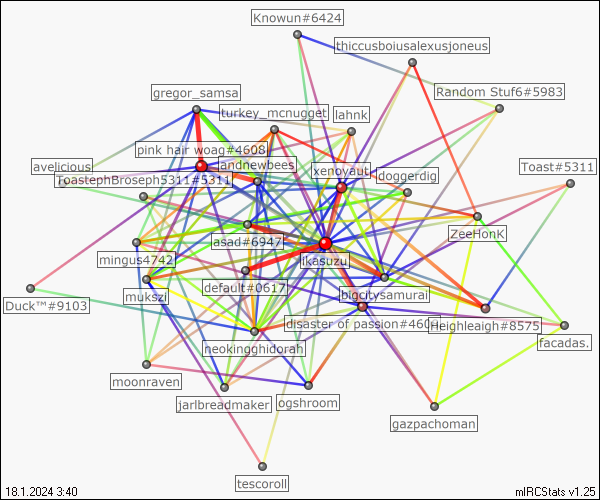 Knowun#6424
thiccusboiusalexusjoneus
gregor_samsa
Random Stuf6#5983
turkey_mcnugget
lahnk
pink hair woag#4608
andnewbees
avelicious
xenovaut
Toast#5311
doggerdig
ToastephBroseph5311#5311
ZeeHonK
asad#6947
mingus4742
likesuzu
default#0617
bigcitysamurai
mukszi
Duck™#9103
disaster of passion#460
Heighleaigh#8575
neokingghidorah
facadas.
moonraven
jarlbreadmaker
ogshroom
gazpachoman
tescoroll
18.1.2024 3:40
mIRCStats v1.25